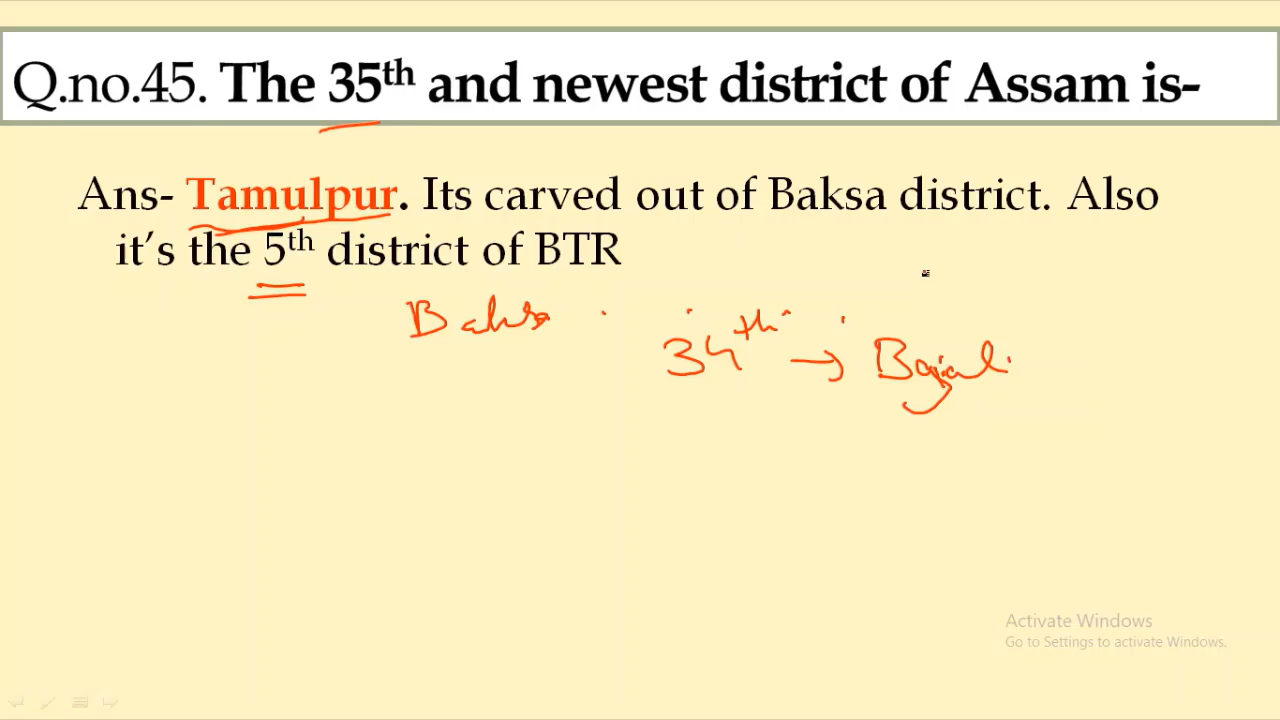 Q.no.45. The 35th and newest district of Assam is-
Ans- Tamulpur. Its carved out of Baksa district. Also
it's the 5th district of BTR
Baksa
34th → Bajali
Activate Windows
Go to Settings to activate Windows.